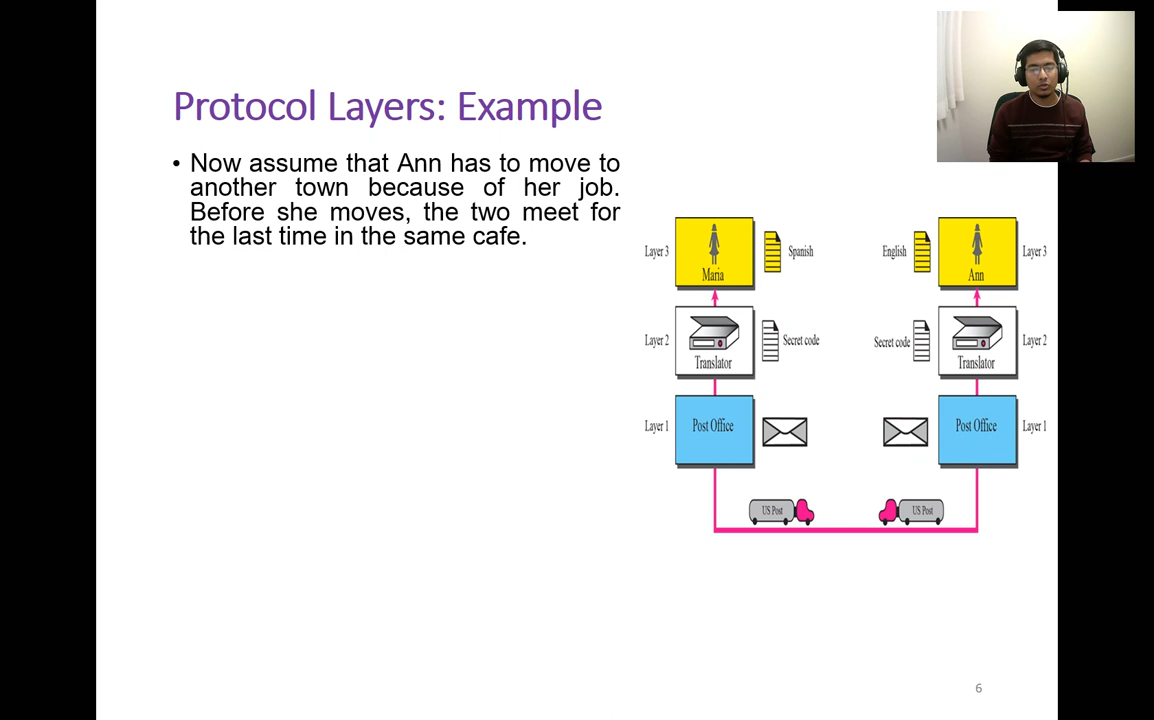 Protocol Layers: Example
• Now assume that Ann has to move to
another town because of her job.
Before she moves, the two meet for
the last time in the same cafe.
Layer 3
Maria
Spanish
English
Ann
Layer 3
Layer 2
Translator
Secret code
Secret code
Translator
Layer 2
Layer 1
Post Office
Post Office
Layer 1
US Post
US Post
6